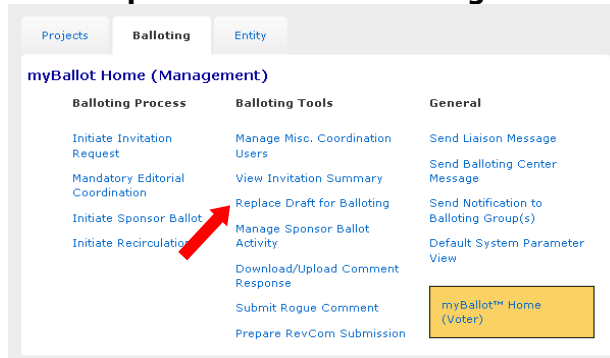 Projects Balloting Entity
myBallot Home (Management)
Balloting Process
Initiate Invitation
Request
Mandatory Editorial
Coordination
Initiate Sponsor Ballot
Initiate Recirculation
Balloting Tools
Manage Misc. Coordination
Users
View Invitation Summary
Replace Draft for Balloting
Manage Sponsor Ballot
Activity
Download/Upload Comment
Response
Submit Rogue Comment
Prepare RevCom Submission
General
Send Liaison Message
Send Balloting Center
Message
Send Notification to
Balloting Group(s)
Default System Parameter
View
myBallot™ Home
(Voter)